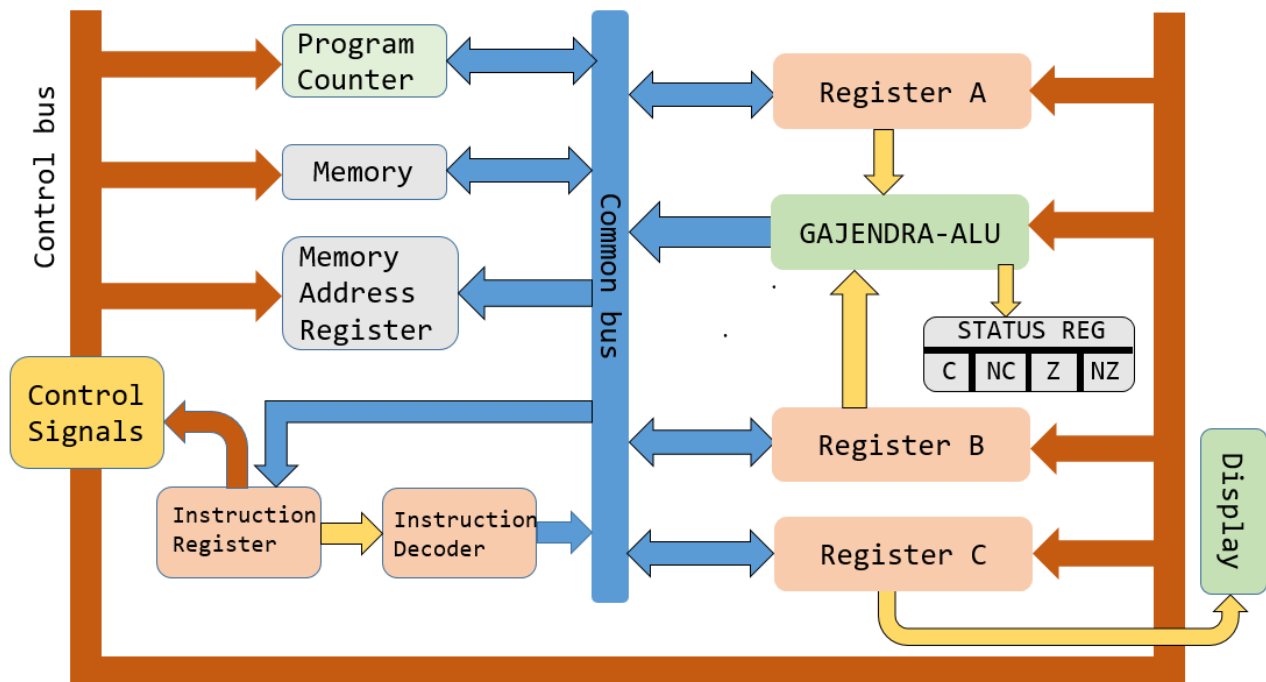 Control bus
Program
Counter
Memory
Memory
Address
Register
Control
Signals
Instruction
Register
Instruction
Decoder
Common bus
Register A
GAJENDRA-ALU
STATUS REG
C NC Z NZ
Register B
Register C
Display